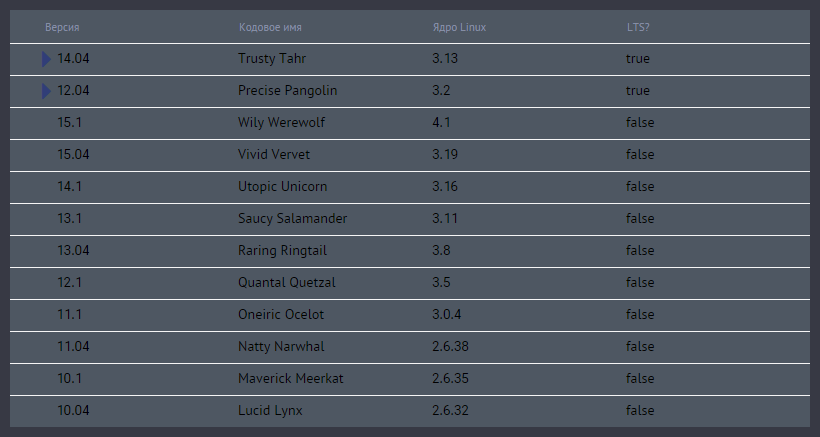 Версия Кодовое имя Ядро Linux LTS?
14.04 Trusty Tahr 3.13 true
12.04 Precise Pangolin 3.2 true
15.1 Wily Werewolf 4.1 false
15.04 Vivid Vervet 3.19 false
14.1 Utopic Unicorn 3.16 false
13.1 Saucy Salamander 3.11 false
13.04 Raring Ringtail 3.8 false
12.1 Quantal Quetzal 3.5 false
11.1 Oneiric Ocelot 3.0.4 false
11.04 Natty Narwhal 2.6.38 false
10.1 Maverick Meerkat 2.6.35 false
10.04 Lucid Lynx 2.6.32 false